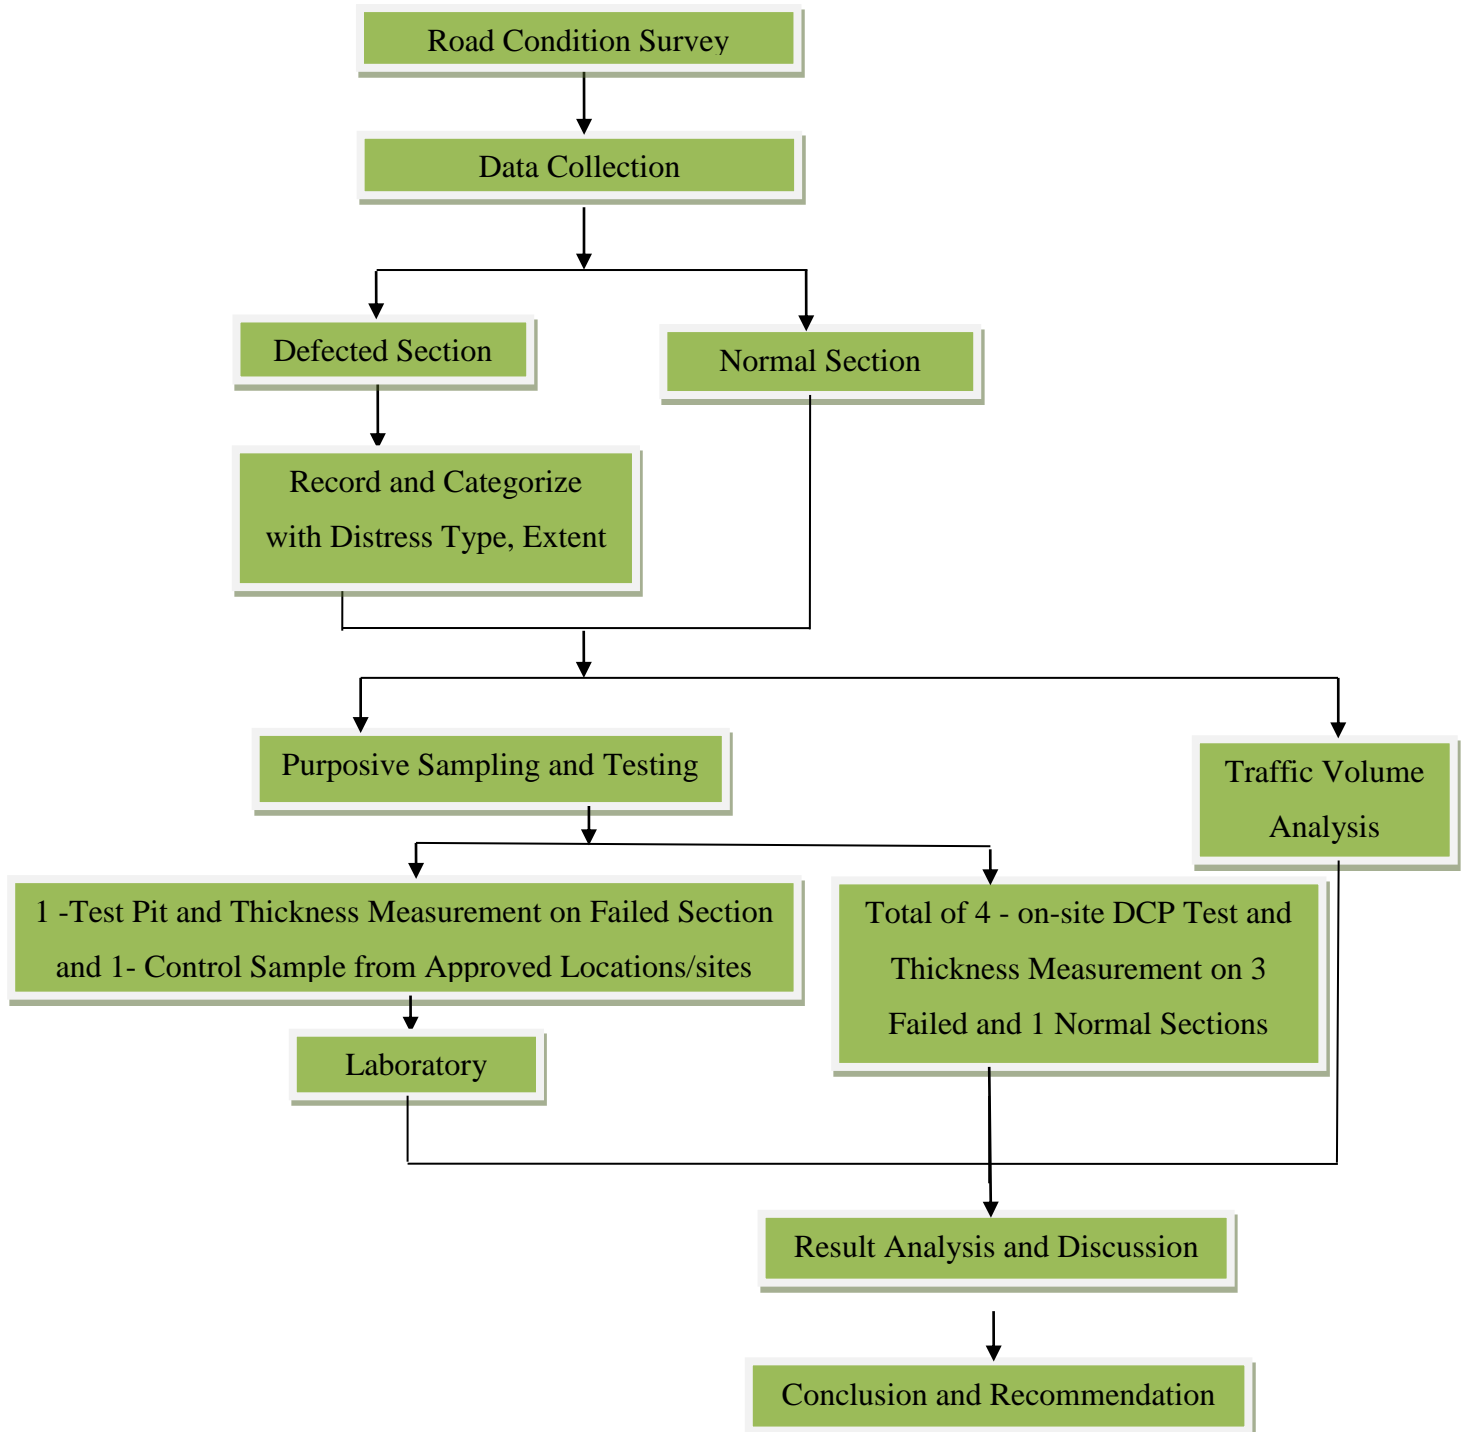 Road Condition Survey
Data Collection
Defected Section
Normal Section
Record and Categorize
with Distress Type, Extent
Purposive Sampling and Testing
Traffic Volume
Analysis
1 -Test Pit and Thickness Measurement on Failed Section
and 1- Control Sample from Approved Locations/sites
Total of 4 - on-site DCP Test and
Thickness Measurement on 3
Failed and 1 Normal Sections
Laboratory
Result Analysis and Discussion
Conclusion and Recommendation